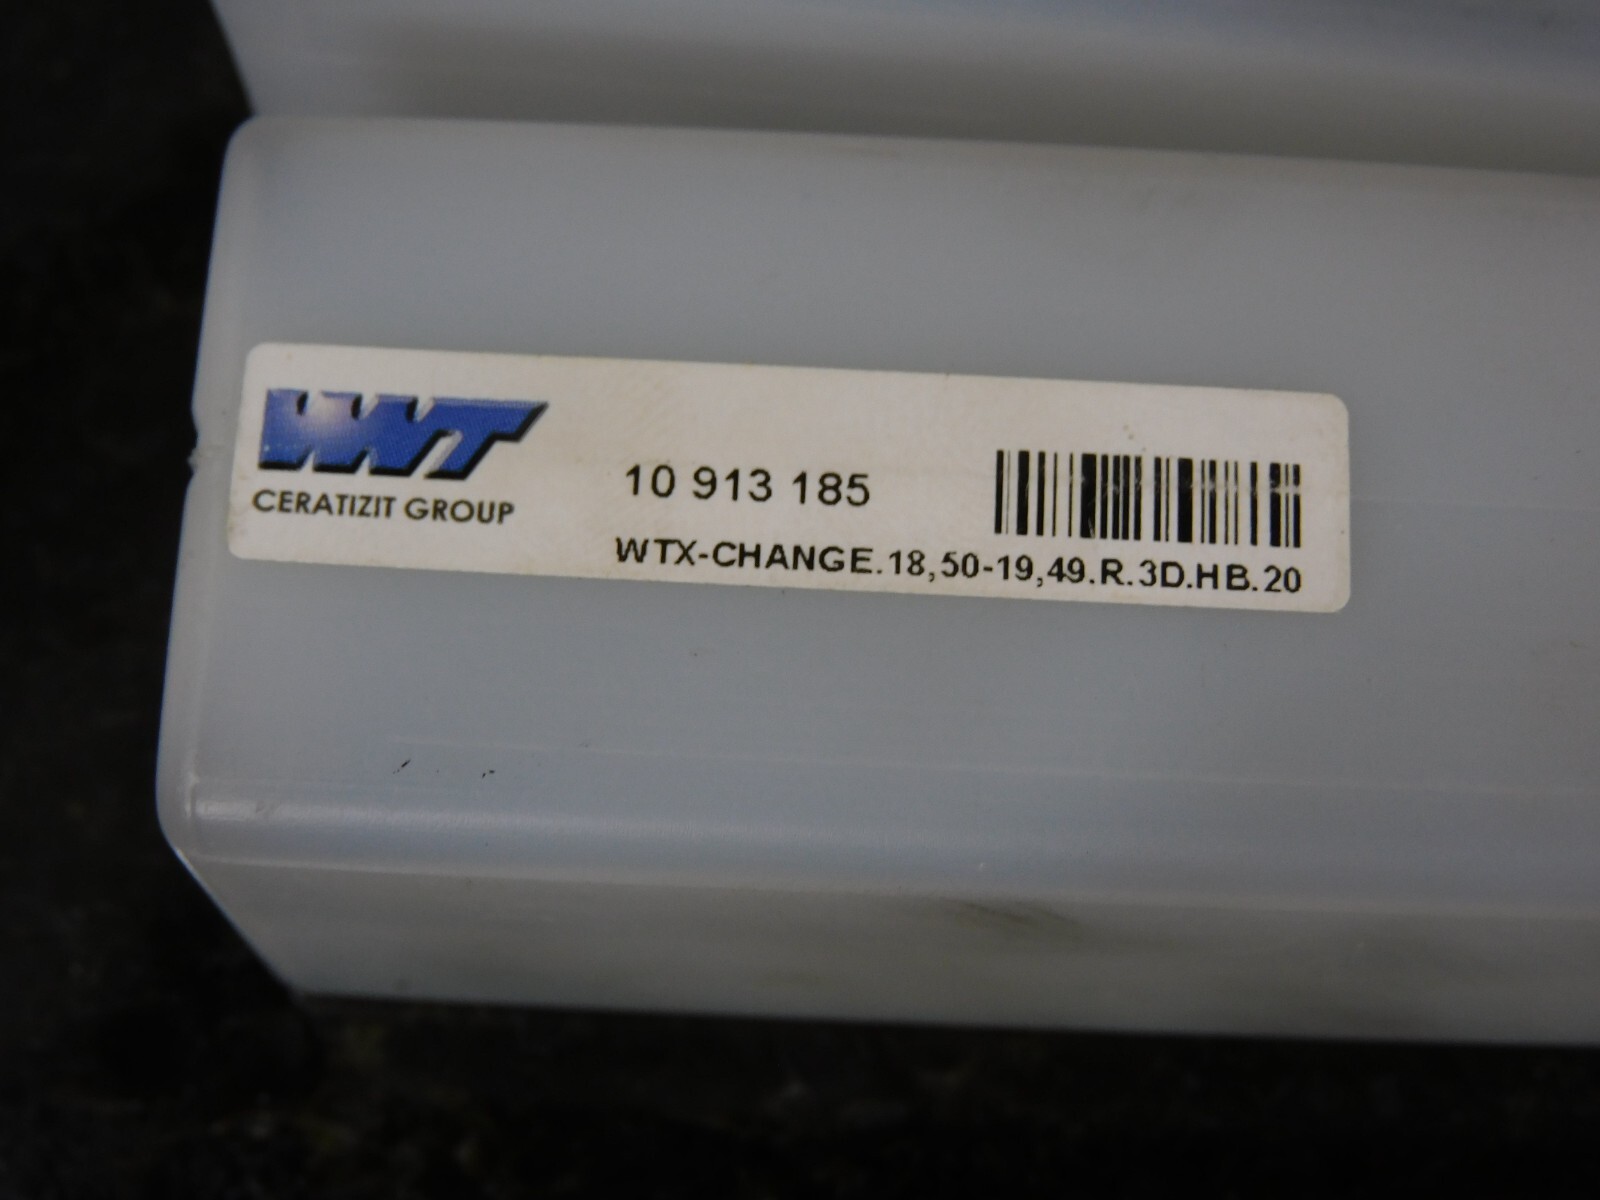 WNT
CERATIZIT GROUP
10 913 185
WTX-CHANGE.18,50-19,49.R.3D.HB.20